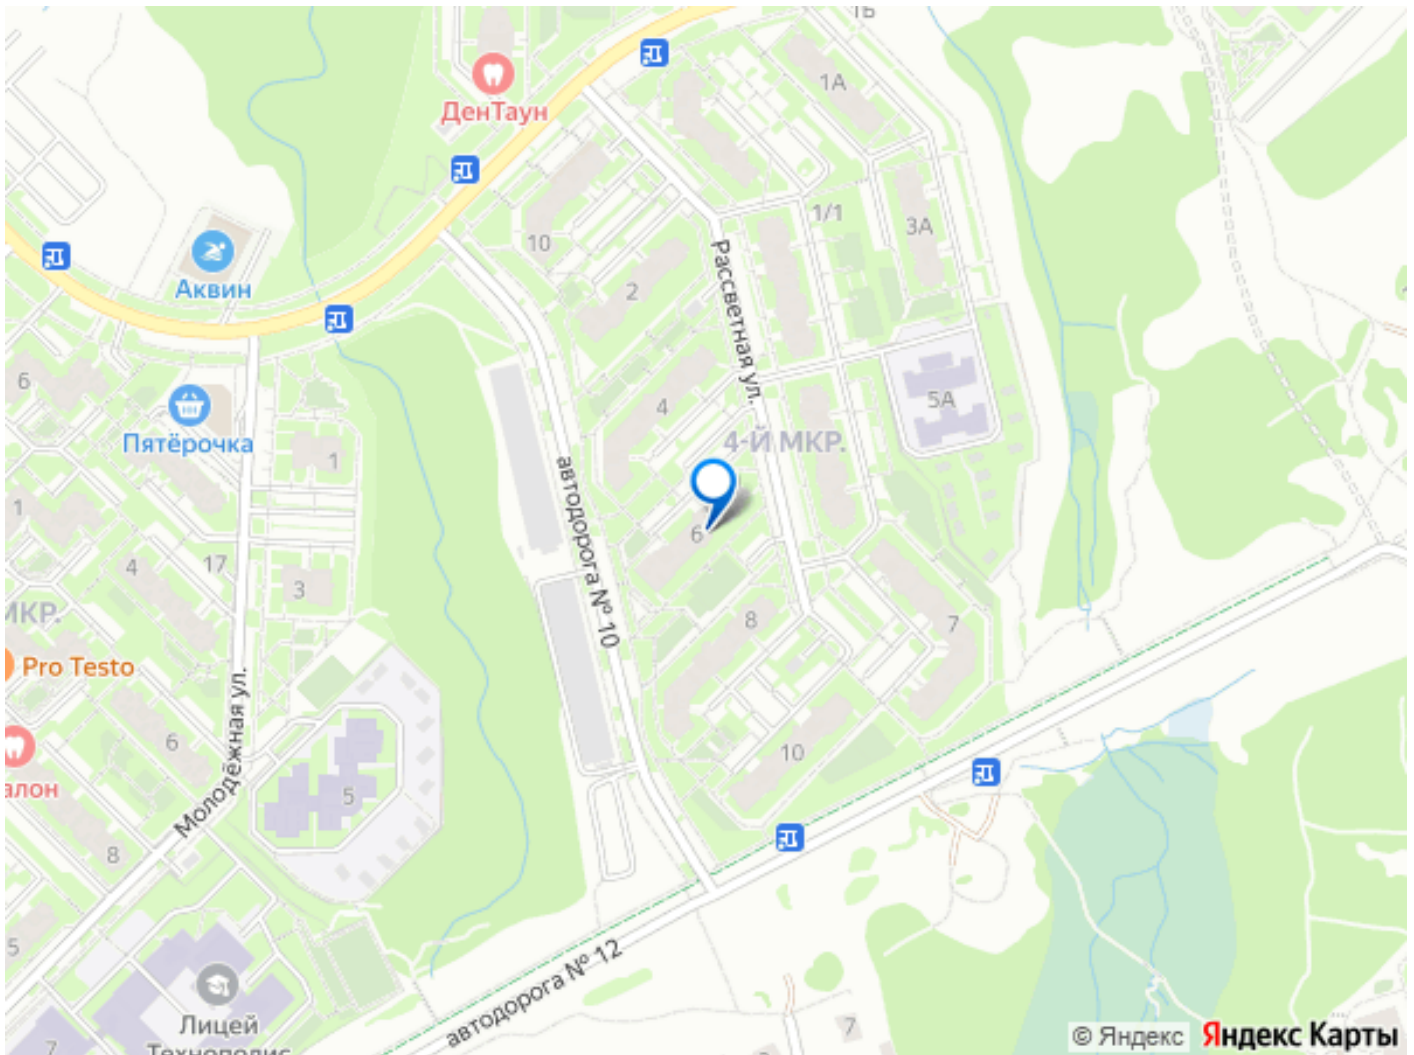 1Б
1А
ДенТаун
1/1
3А
10
Аквин
2
Рассветная ул.
6
Пятёрочка
4
5А
4-Й МКР.
1
1
6
автодорога № 10
17
4
3
МКР.
8
7
Pro Testo
Молодёжная ул.
6
10
5
алон
8
5
автодорога № 12
Лицей
Технополис
7
7
© Яндекс
Яндекс Карты